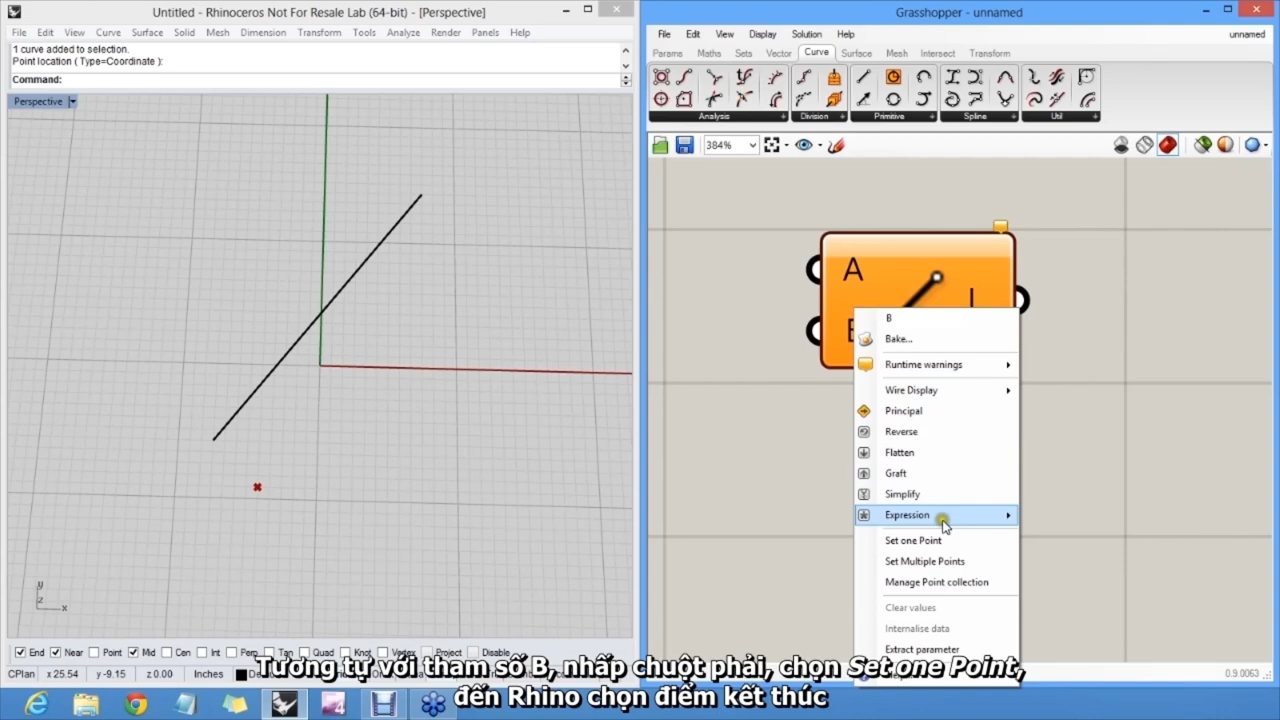 Untitled - Rhinoceros Not For Resale Lab (64-bit) - [Perspective]
File Edit View Curve Surface Solid Mesh Dimension Transform Tools Analyze Render Panels Help
1 curve added to selection.
Point location ( Type=Coordinate ):
Command:
Perspective
y
z
x
End Near Point Mid Cen Int Perp Tan Quad Knot Vertex Project Disable
CPlan x 25.54 y -9.15 z 0.00 Inches
Grasshopper - unnamed
File Edit View Display Solution Help unnamed
Params Maths Sets Vector Curve Surface Mesh Intersect Transform
Analysis Division Primitive Spline Util
384%
A
L
B
Bake...
Runtime warnings
Wire Display
Principal
Reverse
Flatten
Graft
Simplify
Expression
Set one Point
Set Multiple Points
Manage Point collection
Clear values
Internalise data
Extract parameter
0.9.0063
Tương tự với tham số B, nhấp chuột phải, chọn Set one Point,
đến Rhino chọn điểm kết thúc